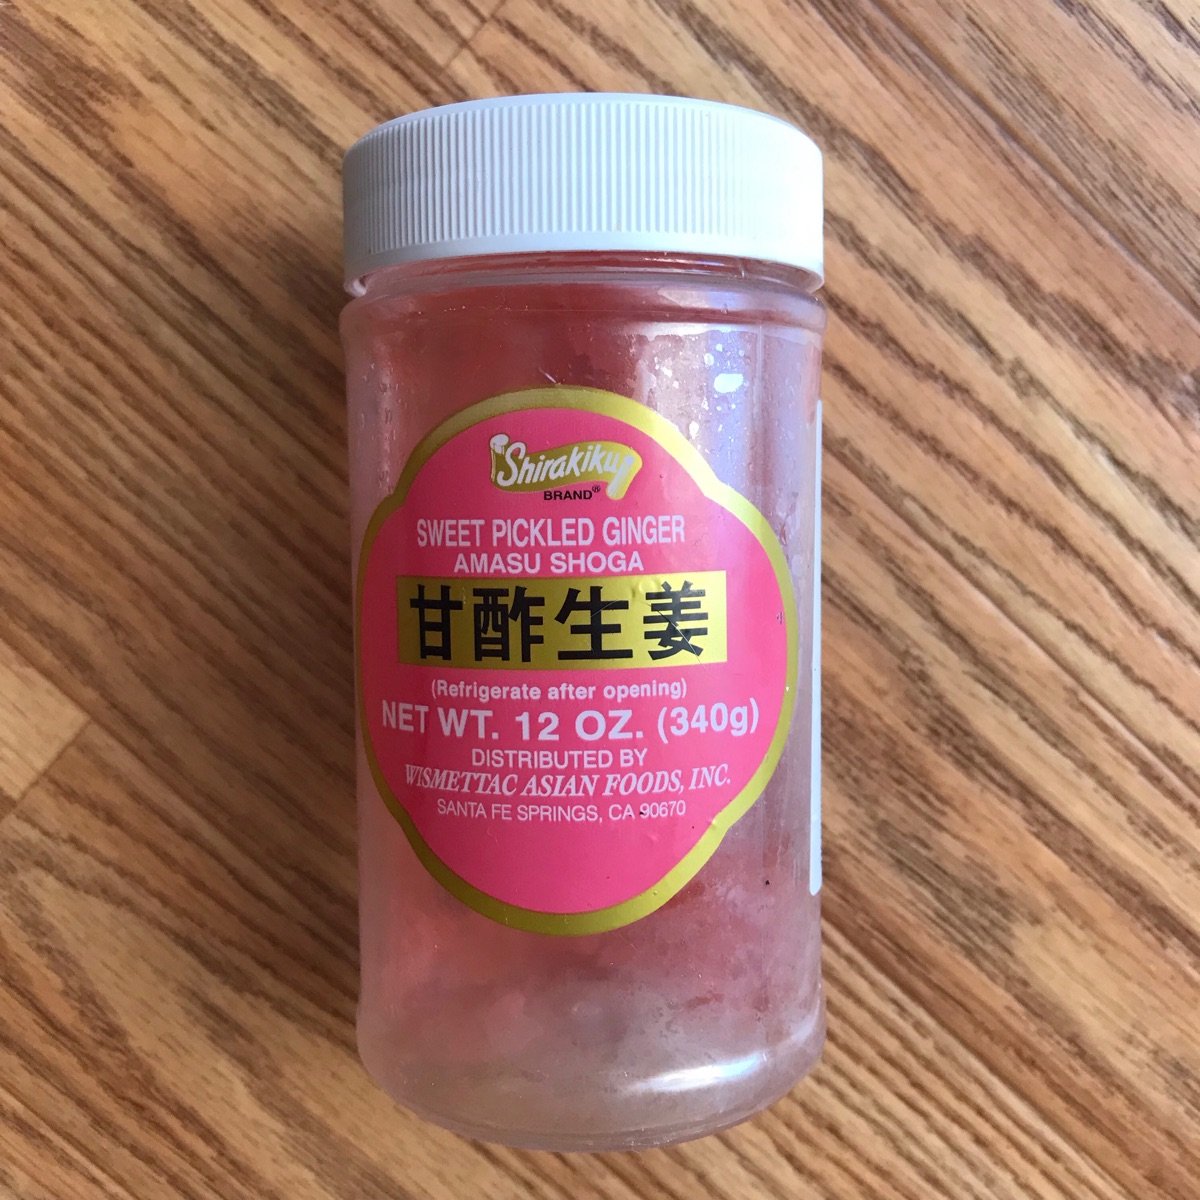 Shirakiku
BRAND®
SWEET PICKLED GINGER
AMASU SHOGA
甘酢生姜
(Refrigerate after opening)
NET WT. 12 OZ. (340g)
DISTRIBUTED BY
WISMETTAC ASIAN FOODS, INC.
SANTA FE SPRINGS, CA 90670